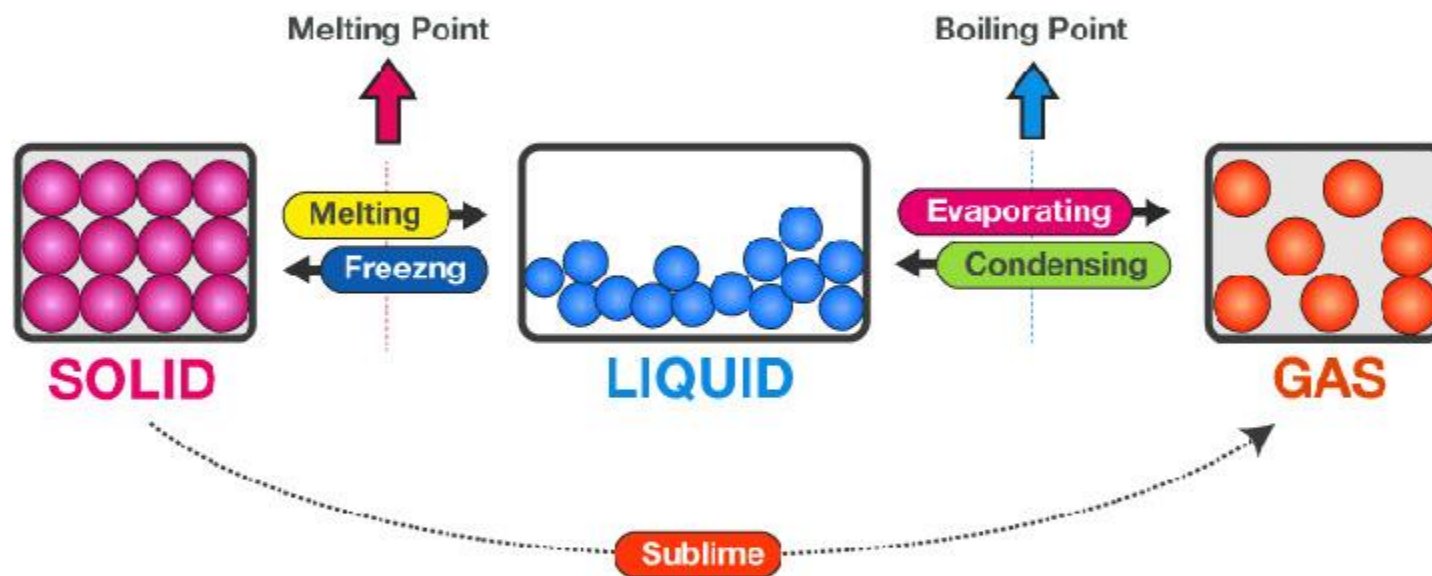 Melting Point
Boiling Point
Melting
Evaporating
Freezng
Condensing
SOLID
LIQUID
GAS
Sublime